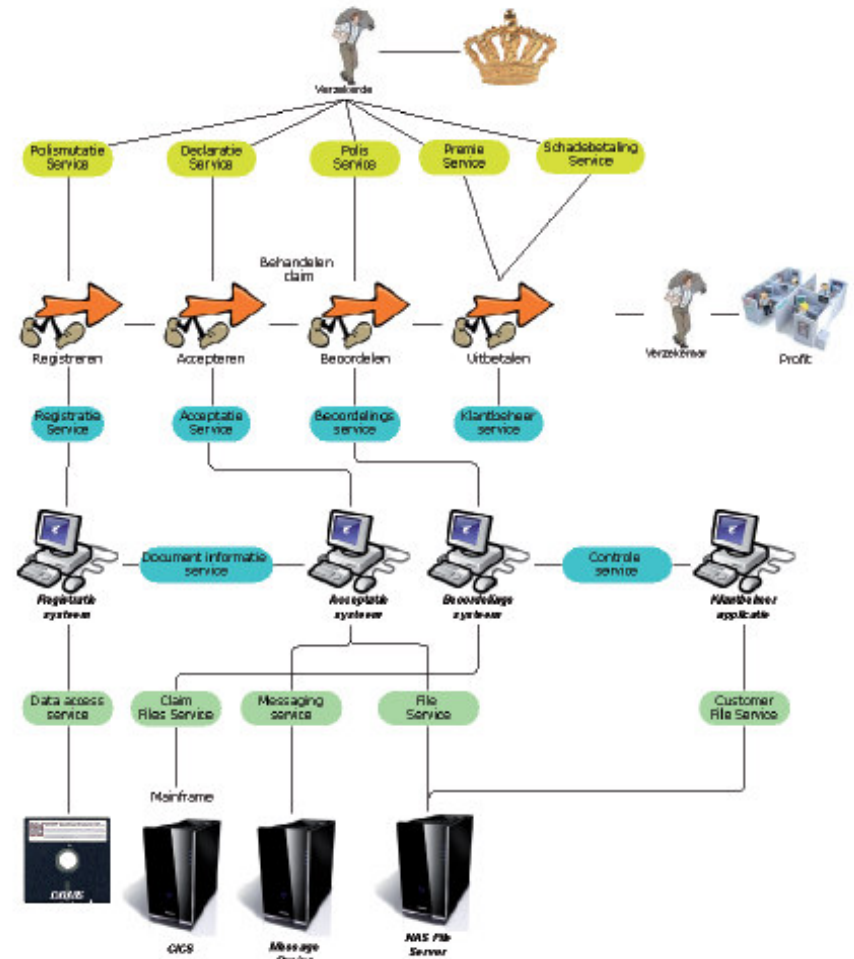 Verzekerde
Polismutatie
Service
Declaratie
Service
Polis
Service
Premie
Service
Schadebetaling
Service
Behandelen
claim
Registreren
Accepteren
Beoordelen
Uitbetalen
Verzekeraar
Profit
Registratie
Service
Acceptatie
Service
Beoordelings
service
Klantbeheer
service
Document informatie
service
Controle
service
Registratie
systeem
Acceptatie
systeem
Beoordelings
systeem
Klantbeheer
applicatie
Data access
service
Claim
Files Service
Messaging
service
File
Service
Customer
File Service
Mainframe
CICS
Message
NAS File
Server